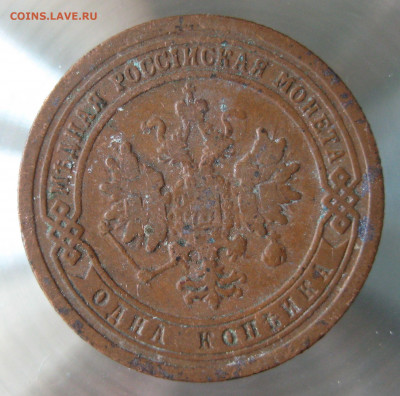 COINS.LAVE.RU
МѢДНАЯ РОССІЙСКАЯ МОНЕТА
ОДНА КОПѢЙКА